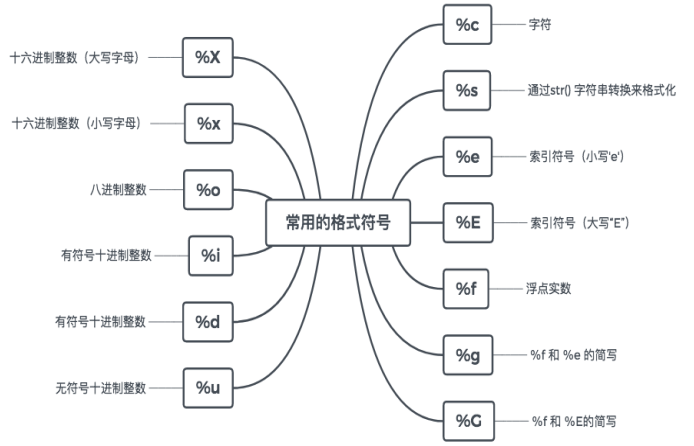 常用的格式符号
%c
字符
%s
通过str() 字符串转换来格式化
%e
索引符号（小写'e'）
%E
索引符号（大写“E”）
%f
浮点实数
%g
%f 和 %e 的简写
%G
%f 和 %E的简写
%X
十六进制整数（大写字母）
%x
十六进制整数（小写字母）
%o
八进制整数
%i
有符号十进制整数
%d
有符号十进制整数
%u
无符号十进制整数